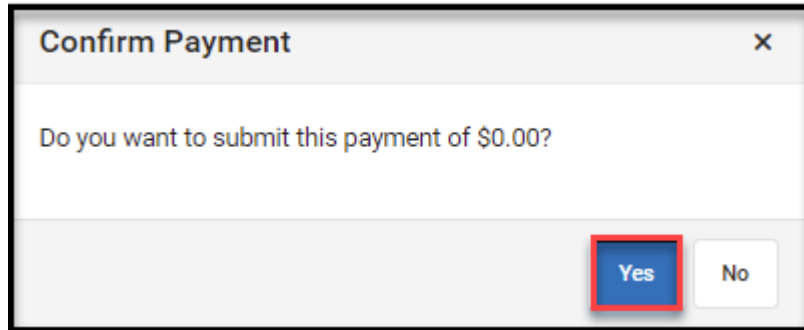 Confirm Payment ×
Do you want to submit this payment of $0.00?
Yes No